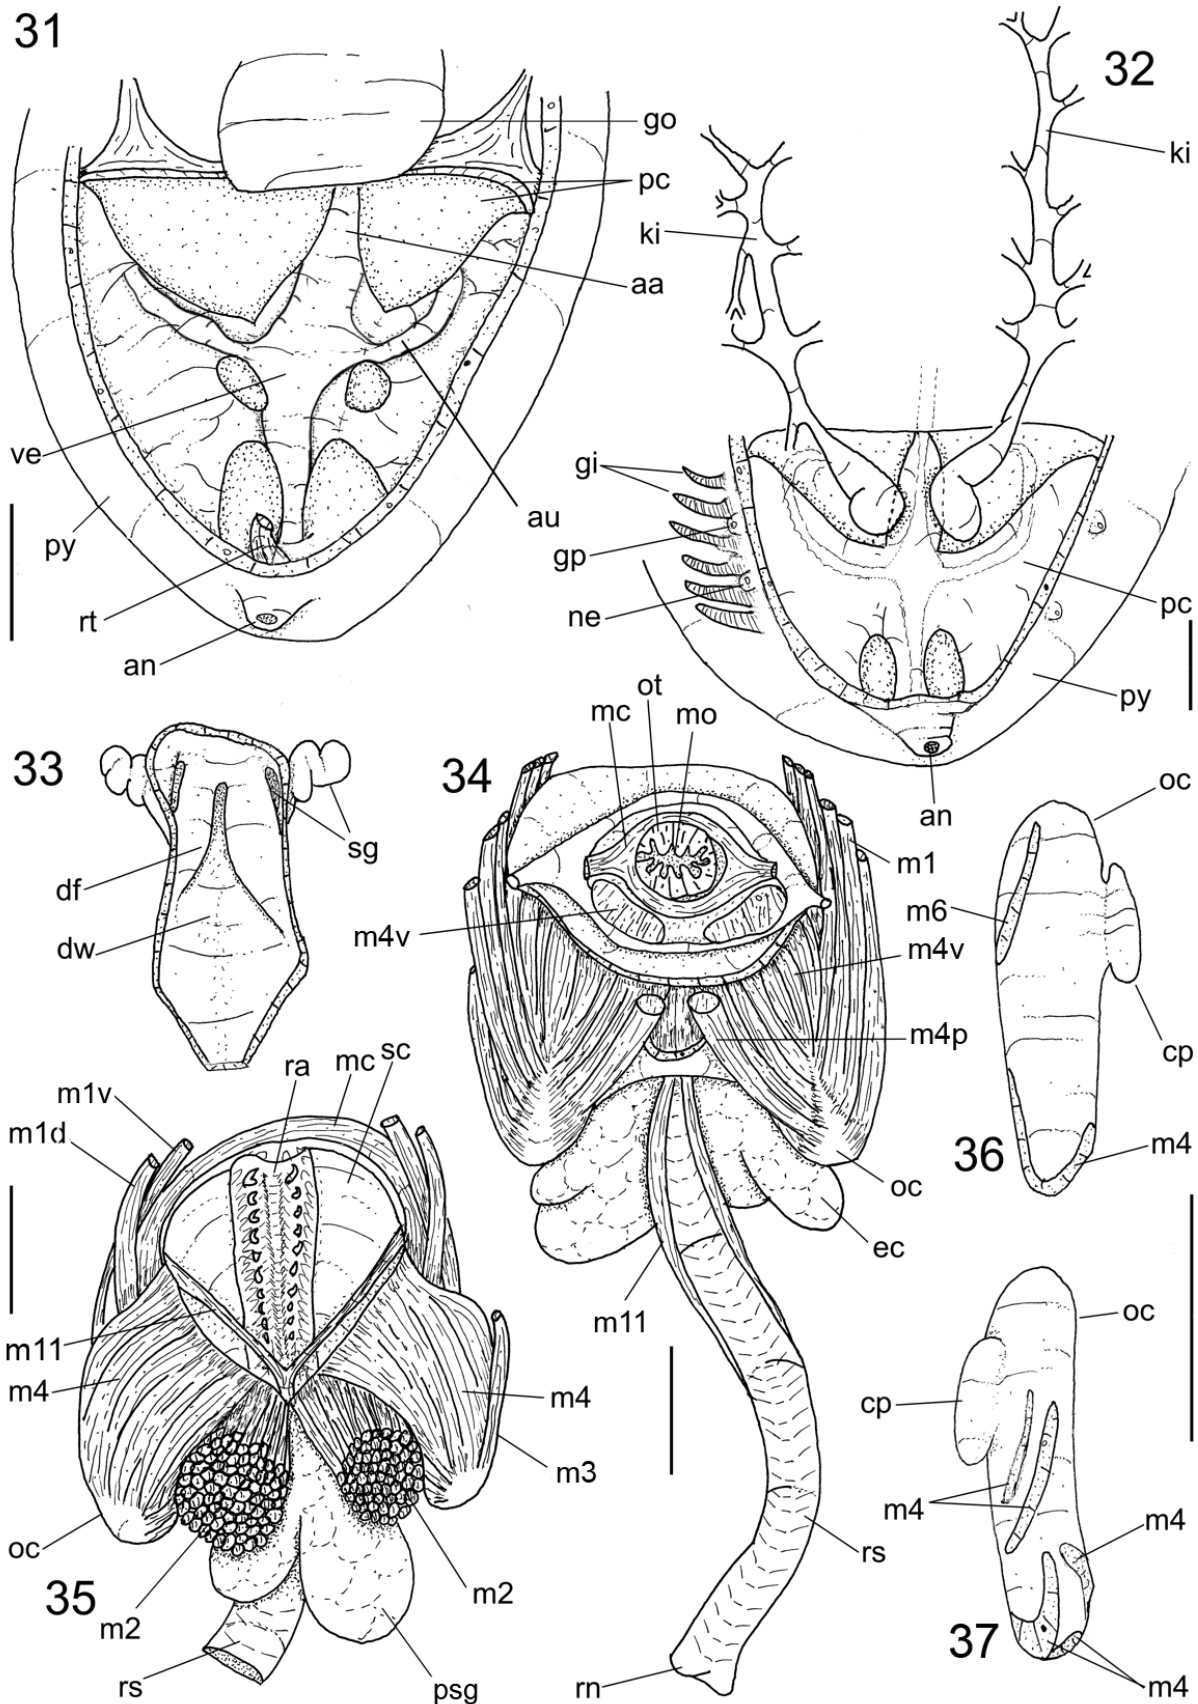 31
go
pc
ki
aa
ve
py
au
rt
an
32
ki
gi
gp
ne
pc
py
an
33
sg
df
dw
34
ot
mc
mo
m1
m4v
m4v
m4p
oc
ec
m11
rs
rn
35
ra
mc
sc
m1v
m1d
m11
m4
m4
m3
oc
m2
m2
rs
psg
36
oc
m6
cp
m4
37
oc
cp
m4
m4
m4